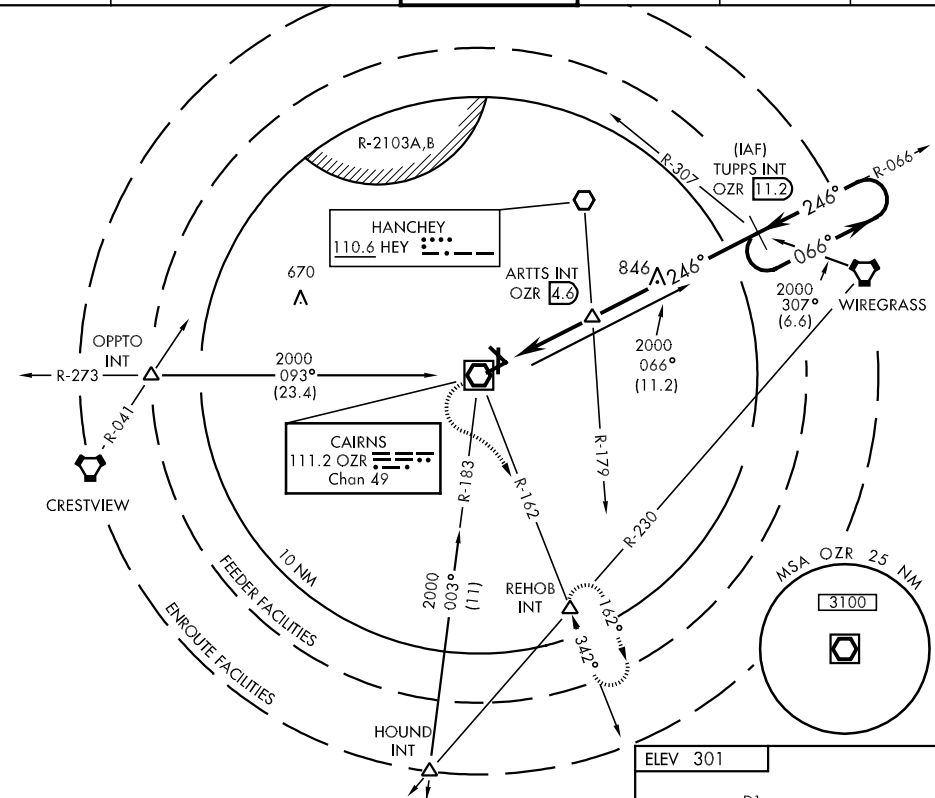 R-2103A,B
(IAF)
TUPPS INT
OZR 11.2
R-307
R-066
246°
066°
HANCHEY
110.6 HEY
670
ARTTS INT
OZR 4.6
846
246°
2000
307°
(6.6)
WIREGRASS
OPPTO
INT
R-273
2000
093°
(23.4)
2000
066°
(11.2)
R-041
CRESTVIEW
CAIRNS
111.2 OZR
Chan 49
R-183
R-162
R-179
R-230
10 NM
FEEDER FACILITIES
ENROUTE FACILITIES
2000
003°
(11)
REHOB
INT
162°
342°
MSA OZR 25 NM
3100
HOUND
INT
ELEV 301